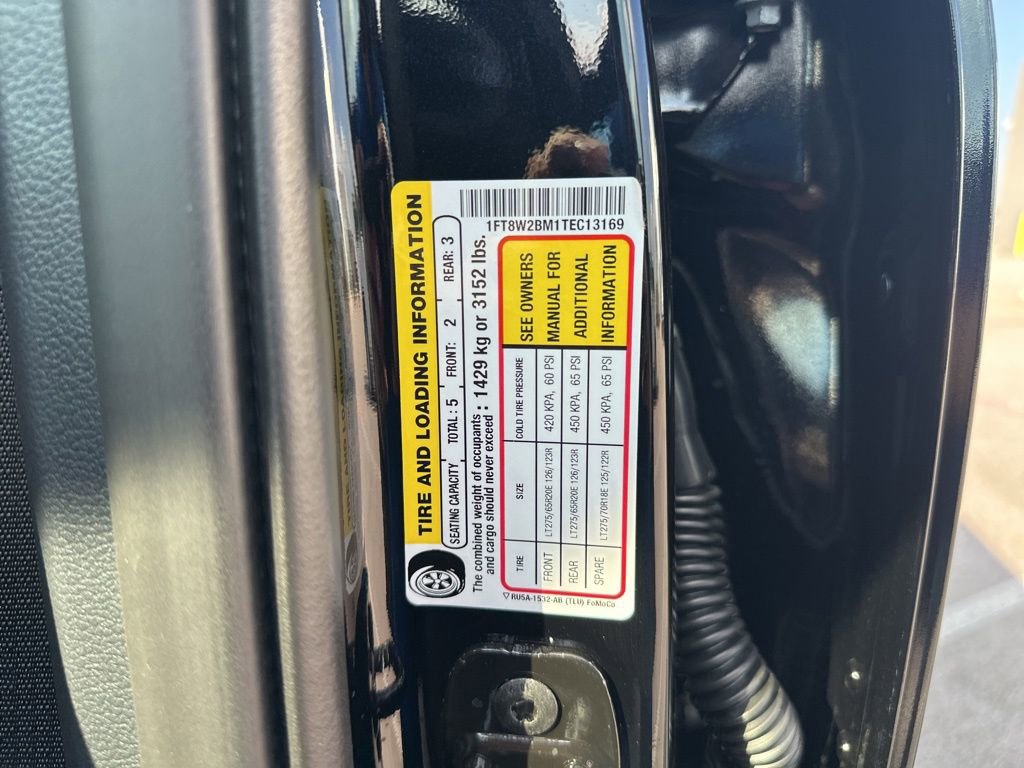 TIRE AND LOADING INFORMATION
SEATING CAPACITY TOTAL : 5 FRONT: 2 REAR: 3
The combined weight of occupants
and cargo should never exceed : 1429 kg or 3152 lbs.
TIRE SIZE COLD TIRE PRESSURE
FRONT LT275/65R20E 126/123R 420 KPA, 60 PSI
REAR LT275/65R20E 126/123R 450 KPA, 65 PSI
SPARE LT275/70R18E 125/122R 450 KPA, 65 PSI
SEE OWNERS
MANUAL FOR
ADDITIONAL
INFORMATION
RU5A-1532-AB (TLU) FoMoCo
1FT8W2BM1TEC13169